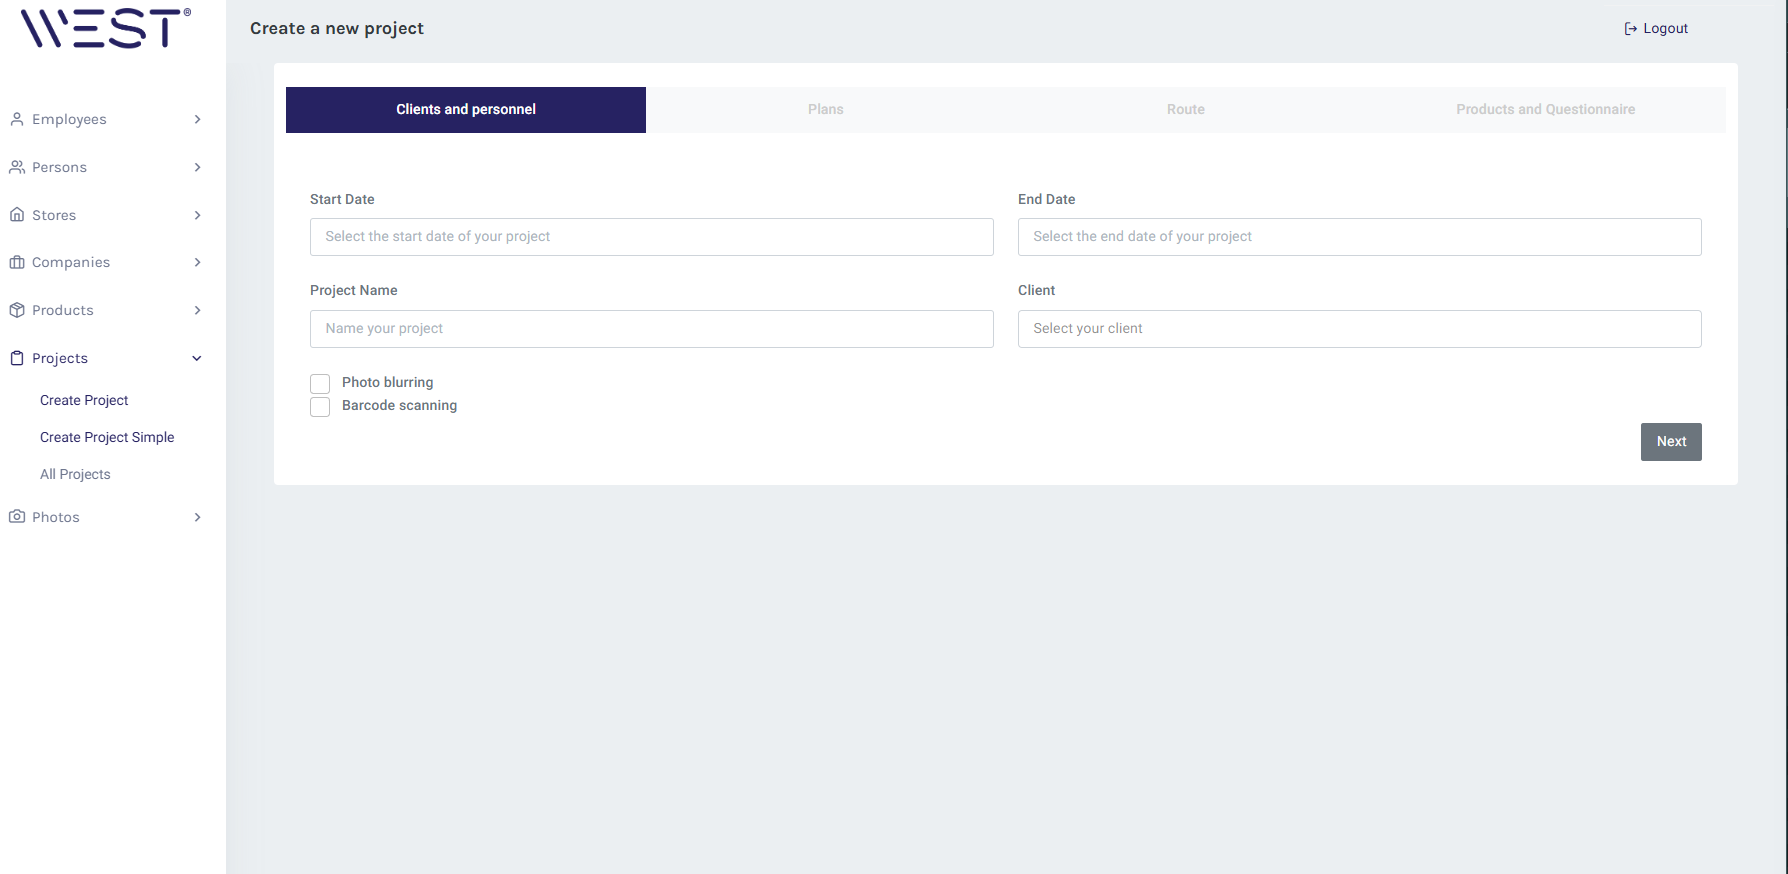 WEST®
Create a new project
Logout
Employees
Persons
Stores
Companies
Products
Projects
Create Project
Create Project Simple
All Projects
Photos
Clients and personnel
Plans
Route
Products and Questionnaire
Start Date
Select the start date of your project
End Date
Select the end date of your project
Project Name
Name your project
Client
Select your client
Photo blurring
Barcode scanning
Next